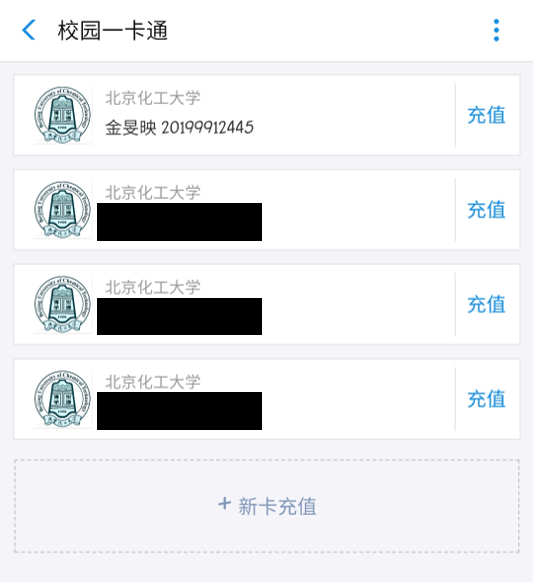 校园一卡通
北京化工大学
金旻映 20199912445
充值
北京化工大学
充值
北京化工大学
充值
北京化工大学
充值
+ 新卡充值